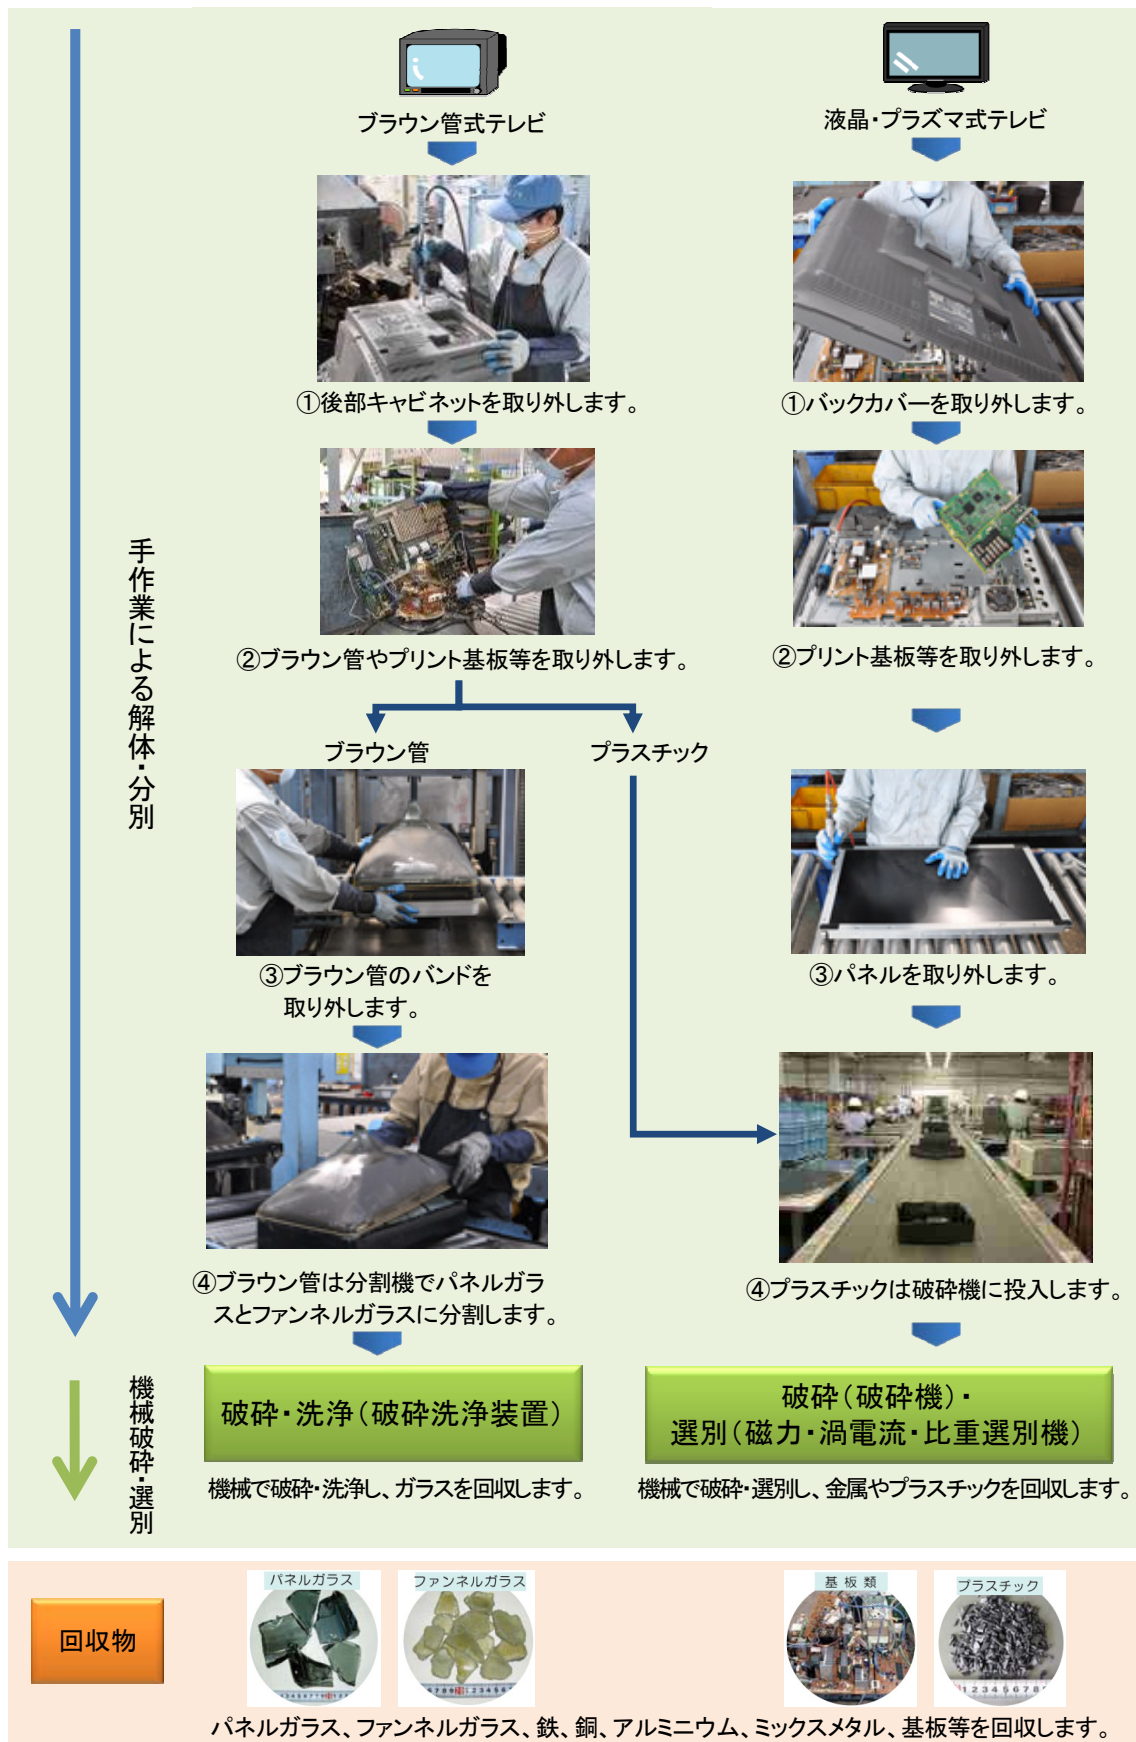 ブラウン管式テレビ
液晶・プラズマ式テレビ
①後部キャビネットを取り外します。
①バックカバーを取り外します。
②ブラウン管やプリント基板等を取り外します。
②プリント基板等を取り外します。
手作業による解体・分別
ブラウン管
プラスチック
③ブラウン管のバンドを
取り外します。
③パネルを取り外します。
④ブラウン管は分割機でパネルガラ
スとファンネルガラスに分割します。
④プラスチックは破砕機に投入します。
機械破砕・選別
破砕・洗浄(破砕洗浄装置)
破砕(破砕機)・
選別(磁力・渦電流・比重選別機)
機械で破砕・洗浄し、ガラスを回収します。
機械で破砕・選別し、金属やプラスチックを回収します。
回収物
パネルガラス
ファンネルガラス
基板類
プラスチック
パネルガラス、ファンネルガラス、鉄、銅、アルミニウム、ミックスメタル、基板等を回収します。